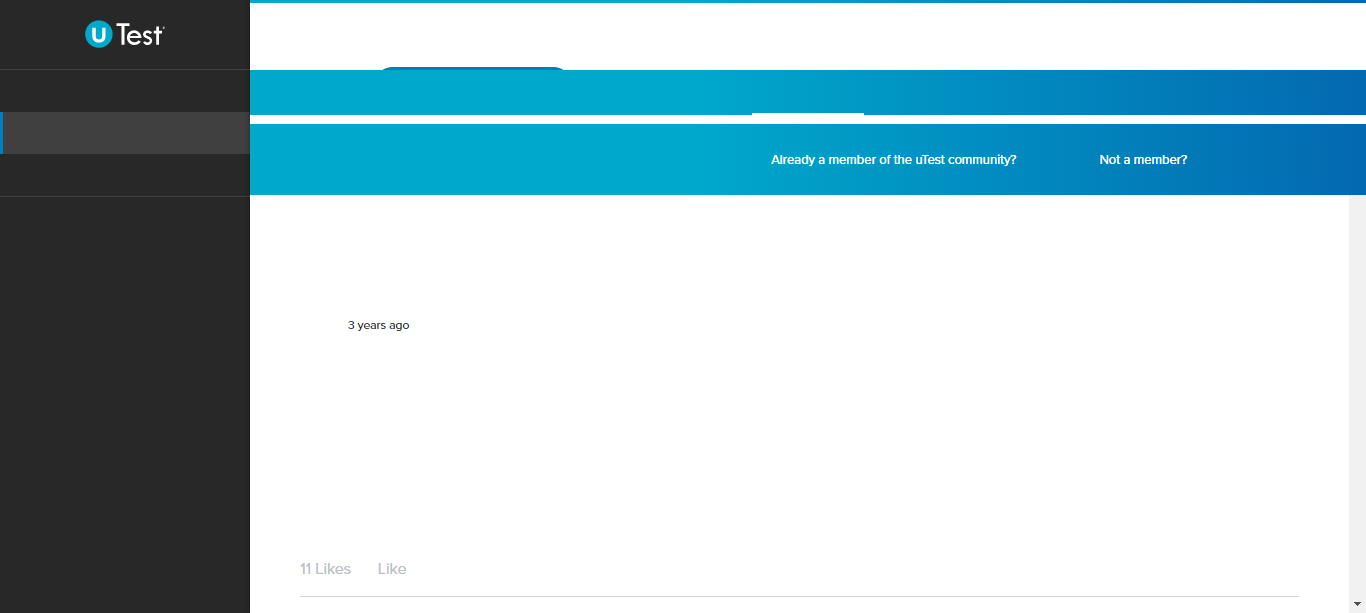 U Test
Already a member of the uTest community? Not a member?
3 years ago
11 Likes Like